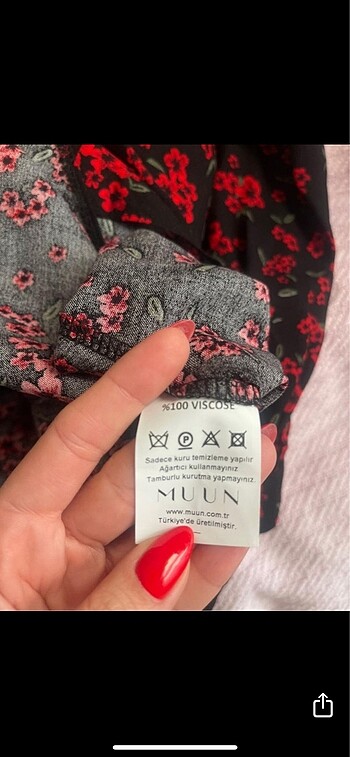 %100 VISCOSE
P
Sadece kuru temizleme yapılır
Ağartıcı kullanmayınız
Tamburlu kurutma yapmayınız.
MUUN
www.muun.com.tr
Türkiye'de üretilmiştir.